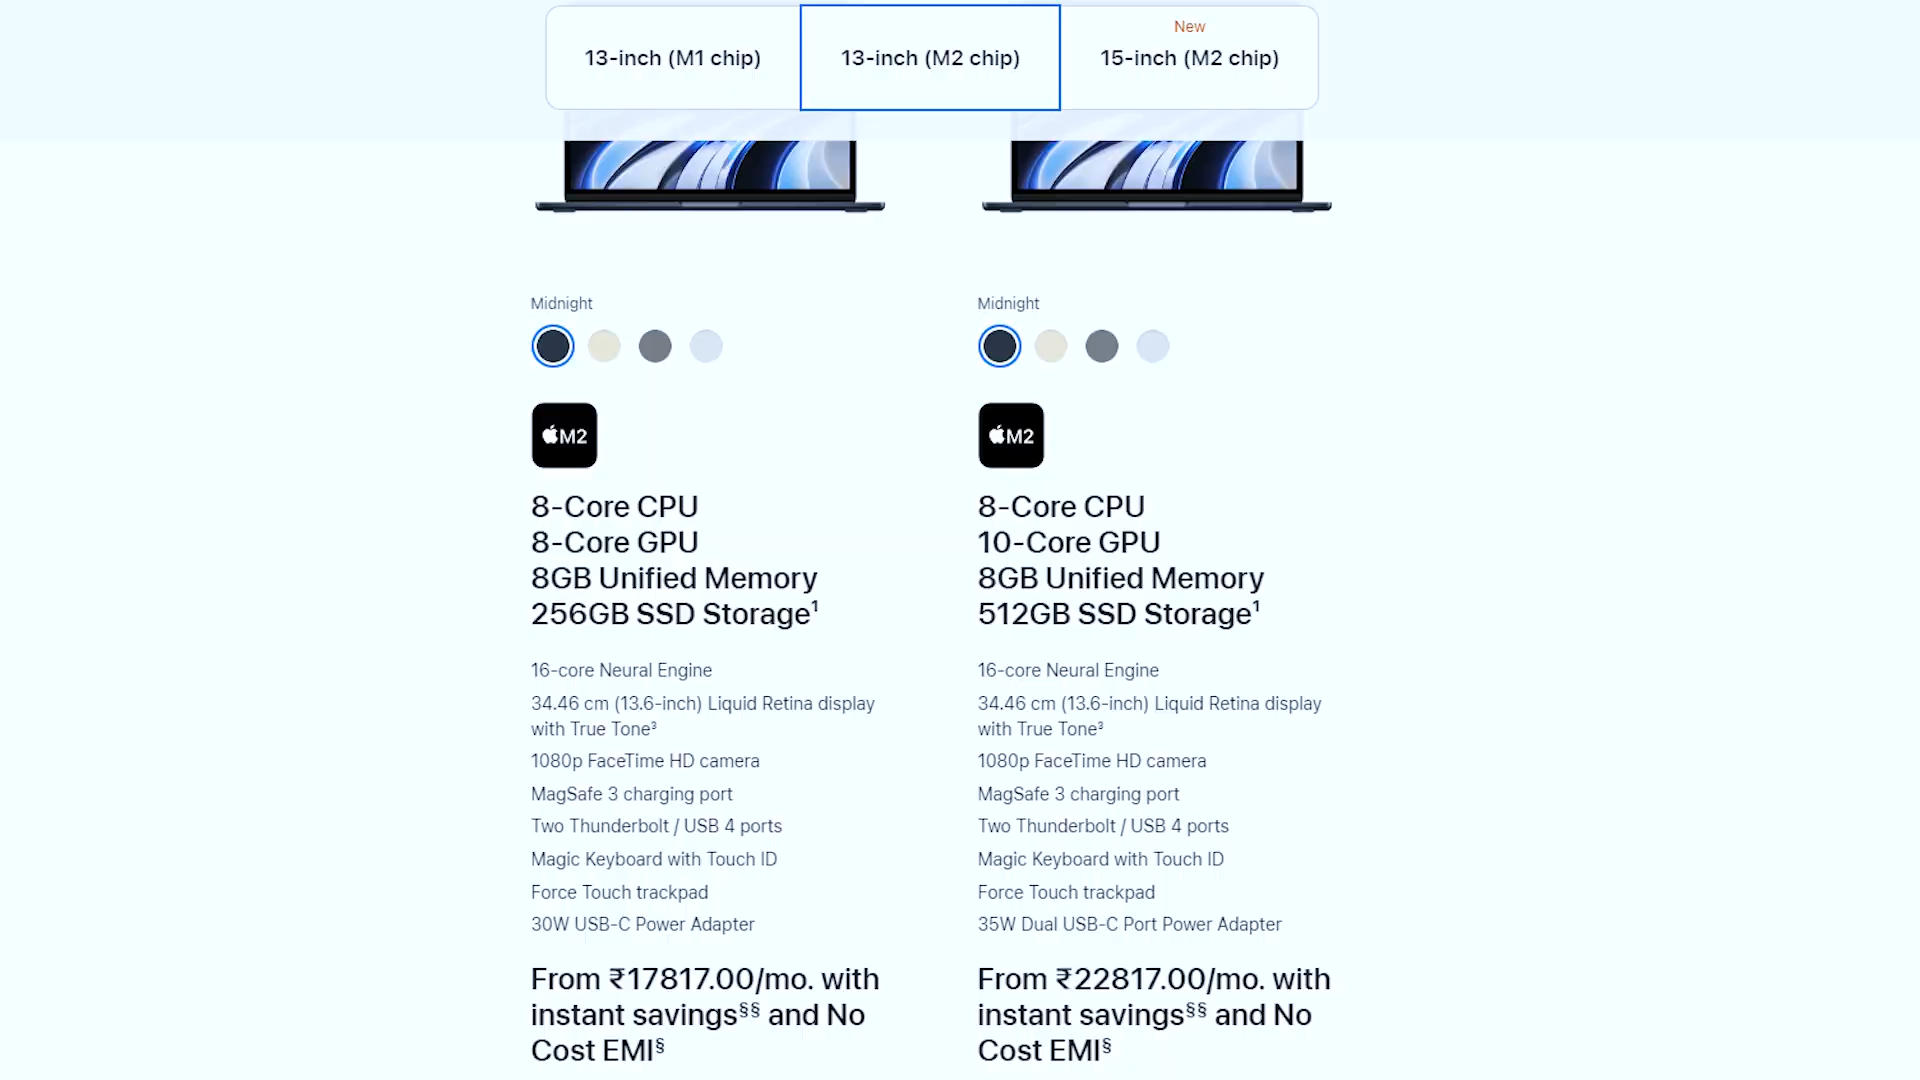 New
13-inch (M1 chip)
13-inch (M2 chip)
15-inch (M2 chip)
Midnight
M2
8-Core CPU
8-Core GPU
8GB Unified Memory
256GB SSD Storage¹
16-core Neural Engine
34.46 cm (13.6-inch) Liquid Retina display
with True Tone³
1080p FaceTime HD camera
MagSafe 3 charging port
Two Thunderbolt / USB 4 ports
Magic Keyboard with Touch ID
Force Touch trackpad
30W USB-C Power Adapter
From ₹17817.00/mo. with
instant savings§§ and No
Cost EMI§
Midnight
M2
8-Core CPU
10-Core GPU
8GB Unified Memory
512GB SSD Storage¹
16-core Neural Engine
34.46 cm (13.6-inch) Liquid Retina display
with True Tone³
1080p FaceTime HD camera
MagSafe 3 charging port
Two Thunderbolt / USB 4 ports
Magic Keyboard with Touch ID
Force Touch trackpad
35W Dual USB-C Port Power Adapter
From ₹22817.00/mo. with
instant savings§§ and No
Cost EMI§